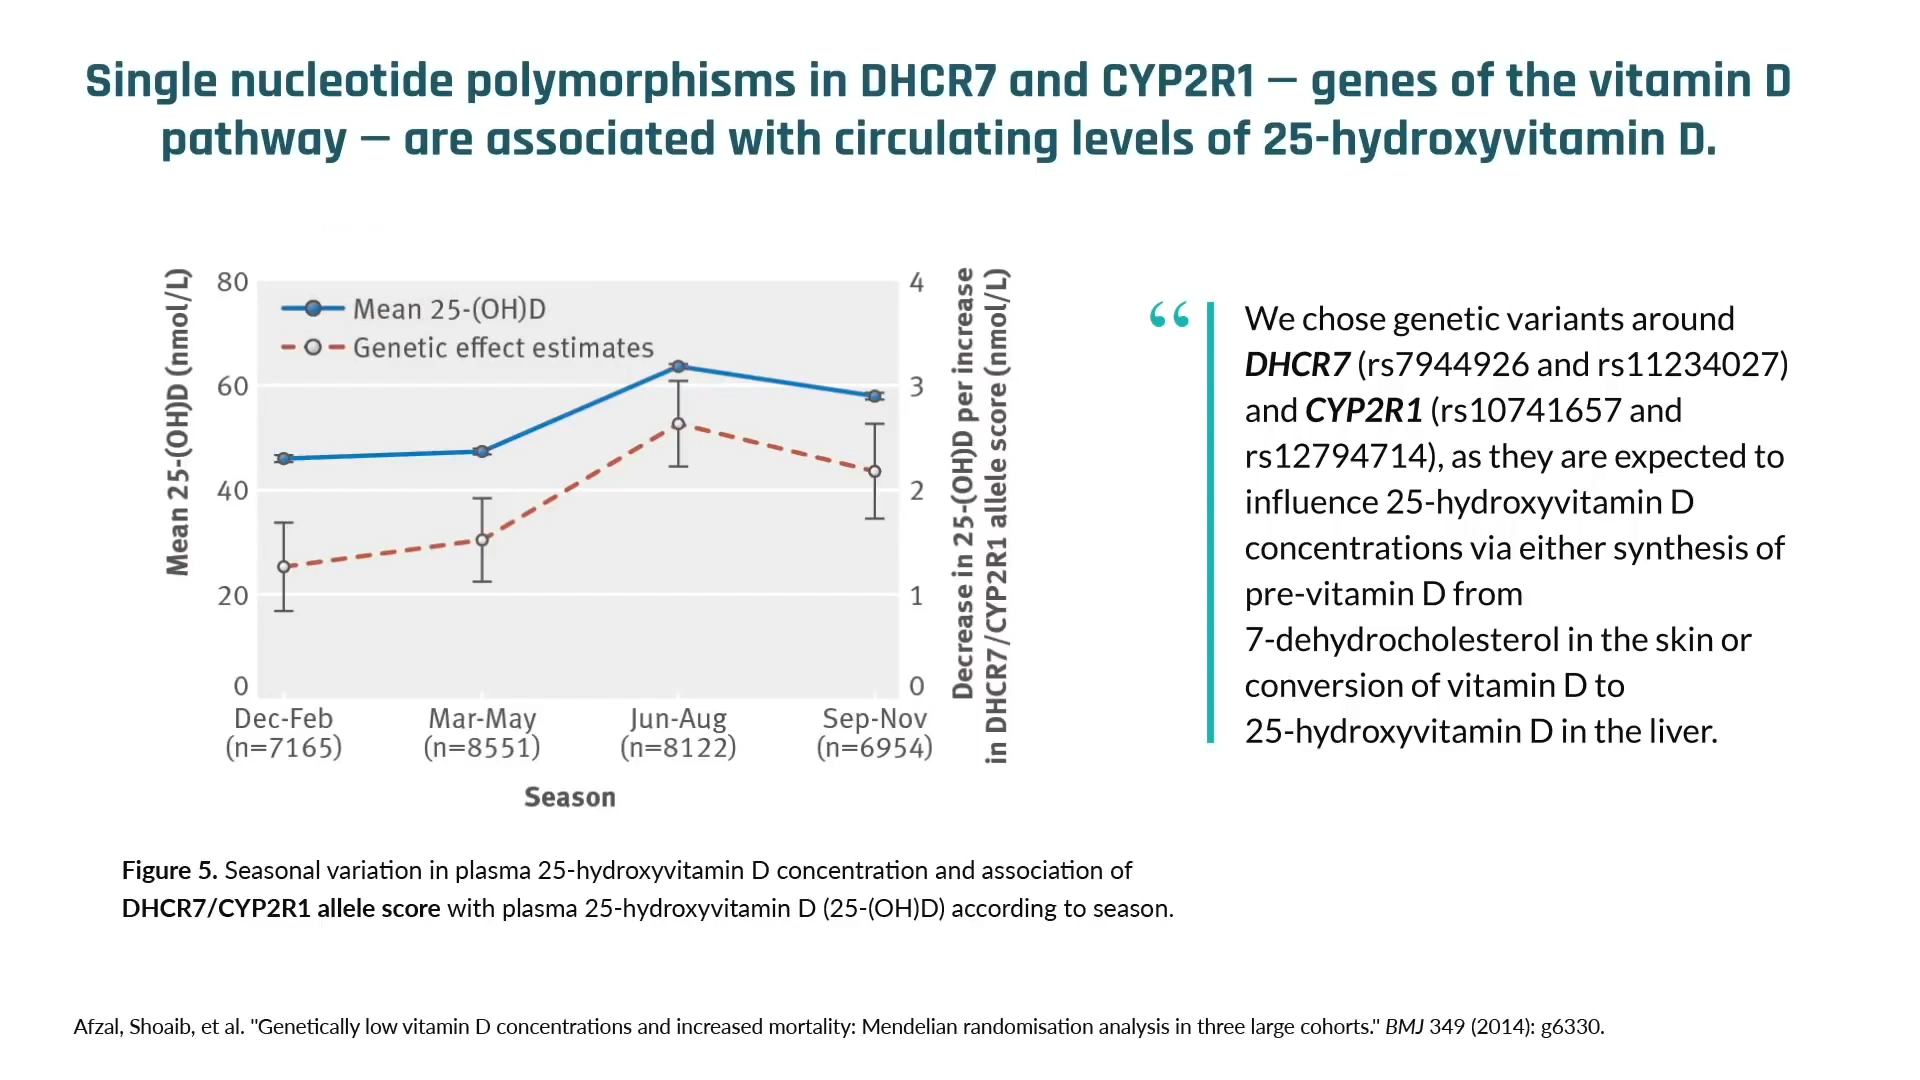 Single nucleotide polymorphisms in DHCR7 and CYP2R1 — genes of the vitamin D
pathway — are associated with circulating levels of 25-hydroxyvitamin D.
Mean 25-(OH)D (nmol/L)
80
60
40
20
0
Mean 25-(OH)D
Genetic effect estimates
4
3
2
1
0
Decrease in 25-(OH)D per increase
in DHCR7/CYP2R1 allele score (nmol/L)
Dec-Feb Mar-May Jun-Aug Sep-Nov
(n=7165) (n=8551) (n=8122) (n=6954)
Season
“
We chose genetic variants around
DHCR7 (rs7944926 and rs11234027)
and CYP2R1 (rs10741657 and
rs12794714), as they are expected to
influence 25-hydroxyvitamin D
concentrations via either synthesis of
pre-vitamin D from
7-dehydrocholesterol in the skin or
conversion of vitamin D to
25-hydroxyvitamin D in the liver.
Figure 5. Seasonal variation in plasma 25-hydroxyvitamin D concentration and association of
DHCR7/CYP2R1 allele score with plasma 25-hydroxyvitamin D (25-(OH)D) according to season.
Afzal, Shoaib, et al. "Genetically low vitamin D concentrations and increased mortality: Mendelian randomisation analysis in three large cohorts." BMJ 349 (2014): g6330.